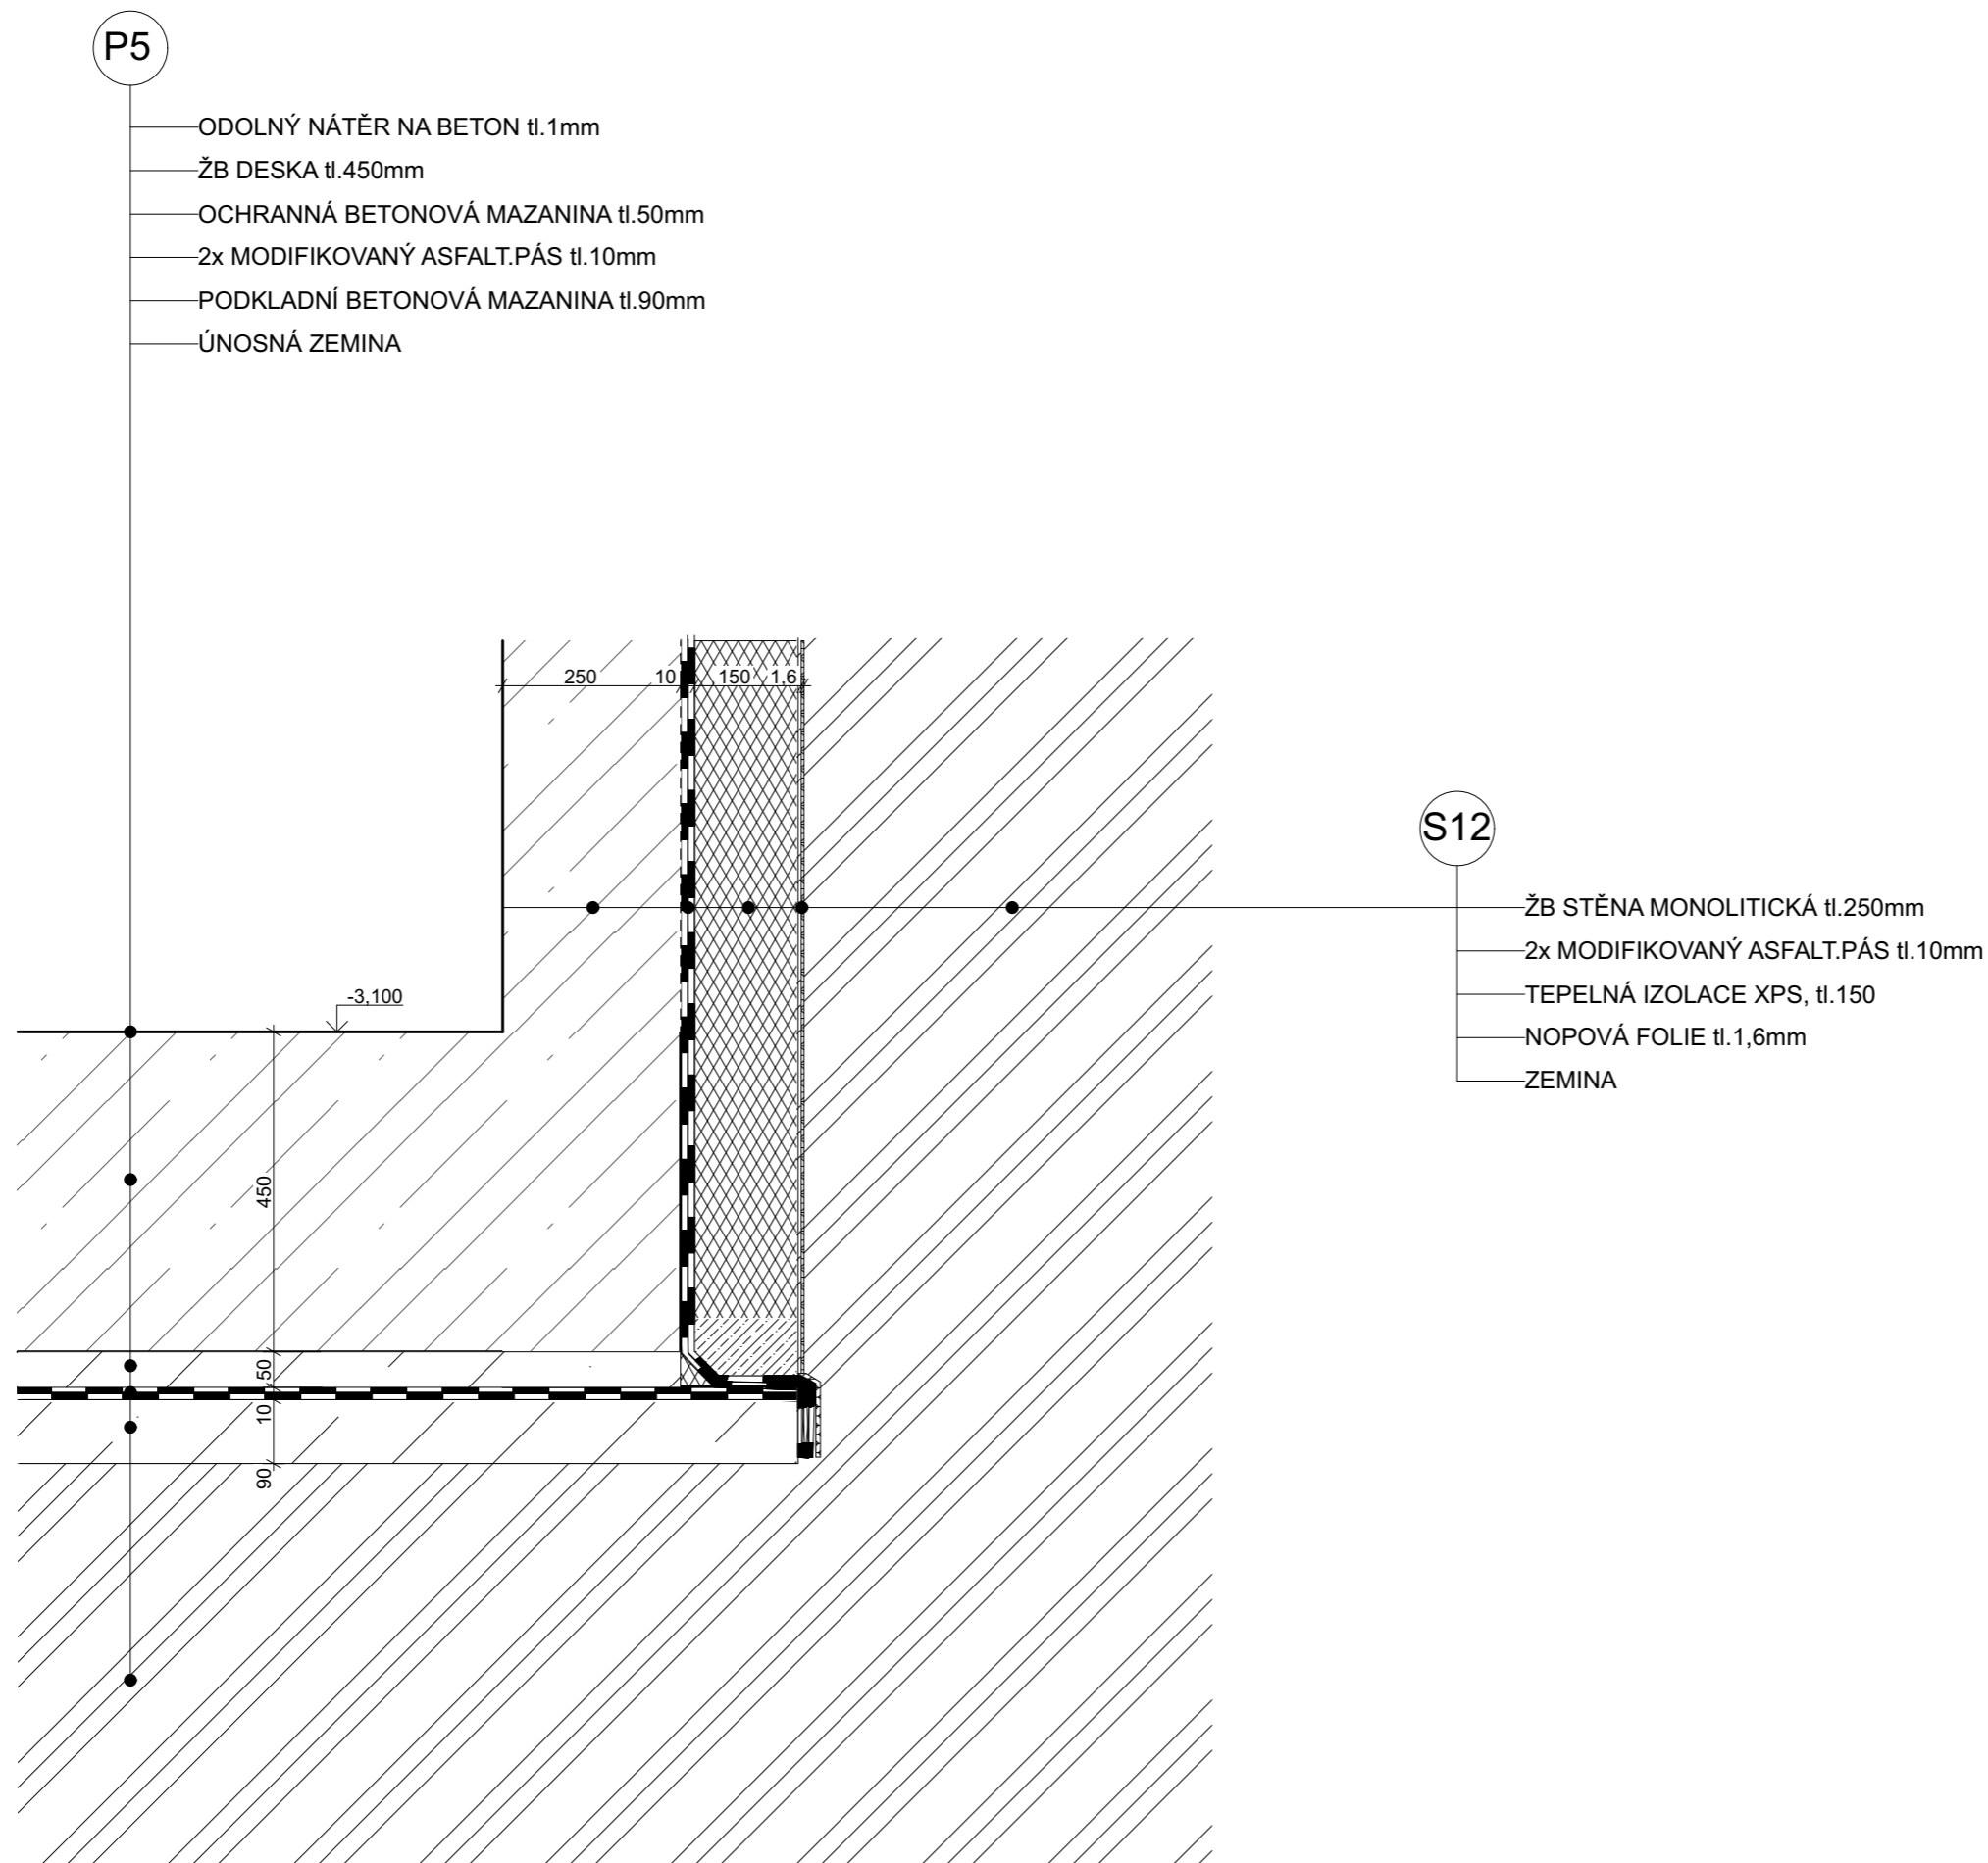 P5
ODOLNÝ NÁTĚR NA BETON tl.1mm
ŽB DESKA tl.450mm
OCHRANNÁ BETONOVÁ MAZANINA tl.50mm
2x MODIFIKOVANÝ ASFALT.PÁS tl.10mm
PODKLADNÍ BETONOVÁ MAZANINA tl.90mm
ÚNOSNÁ ZEMINA
250 10 150 1,6
S12
ŽB STĚNA MONOLITICKÁ tl.250mm
2x MODIFIKOVANÝ ASFALT.PÁS tl.10mm
TEPELNÁ IZOLACE XPS, tl.150
NOPOVÁ FOLIE tl.1,6mm
ZEMINA
-3,100
450
50
10
90